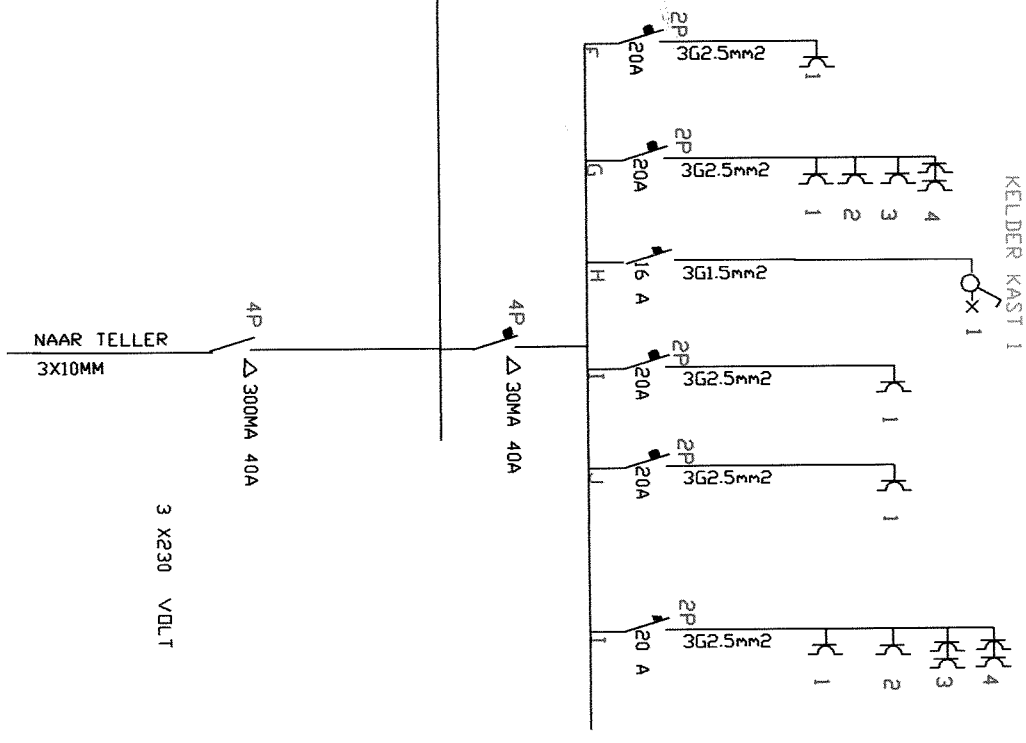 2P
F
20A
3G2.5mm2
1
2P
G
20A
3G2.5mm2
1 2 3 4
KELDER KAST 1
H
16 A
3G1.5mm2
1
NAAR TELLER
3X10MM
4P
Δ 300MA 40A
4P
Δ 30MA 40A
2P
I
20A
3G2.5mm2
1
2P
J
20A
3G2.5mm2
1
3 X230 VOLT
2P
I
20 A
3G2.5mm2
1 2 3 4